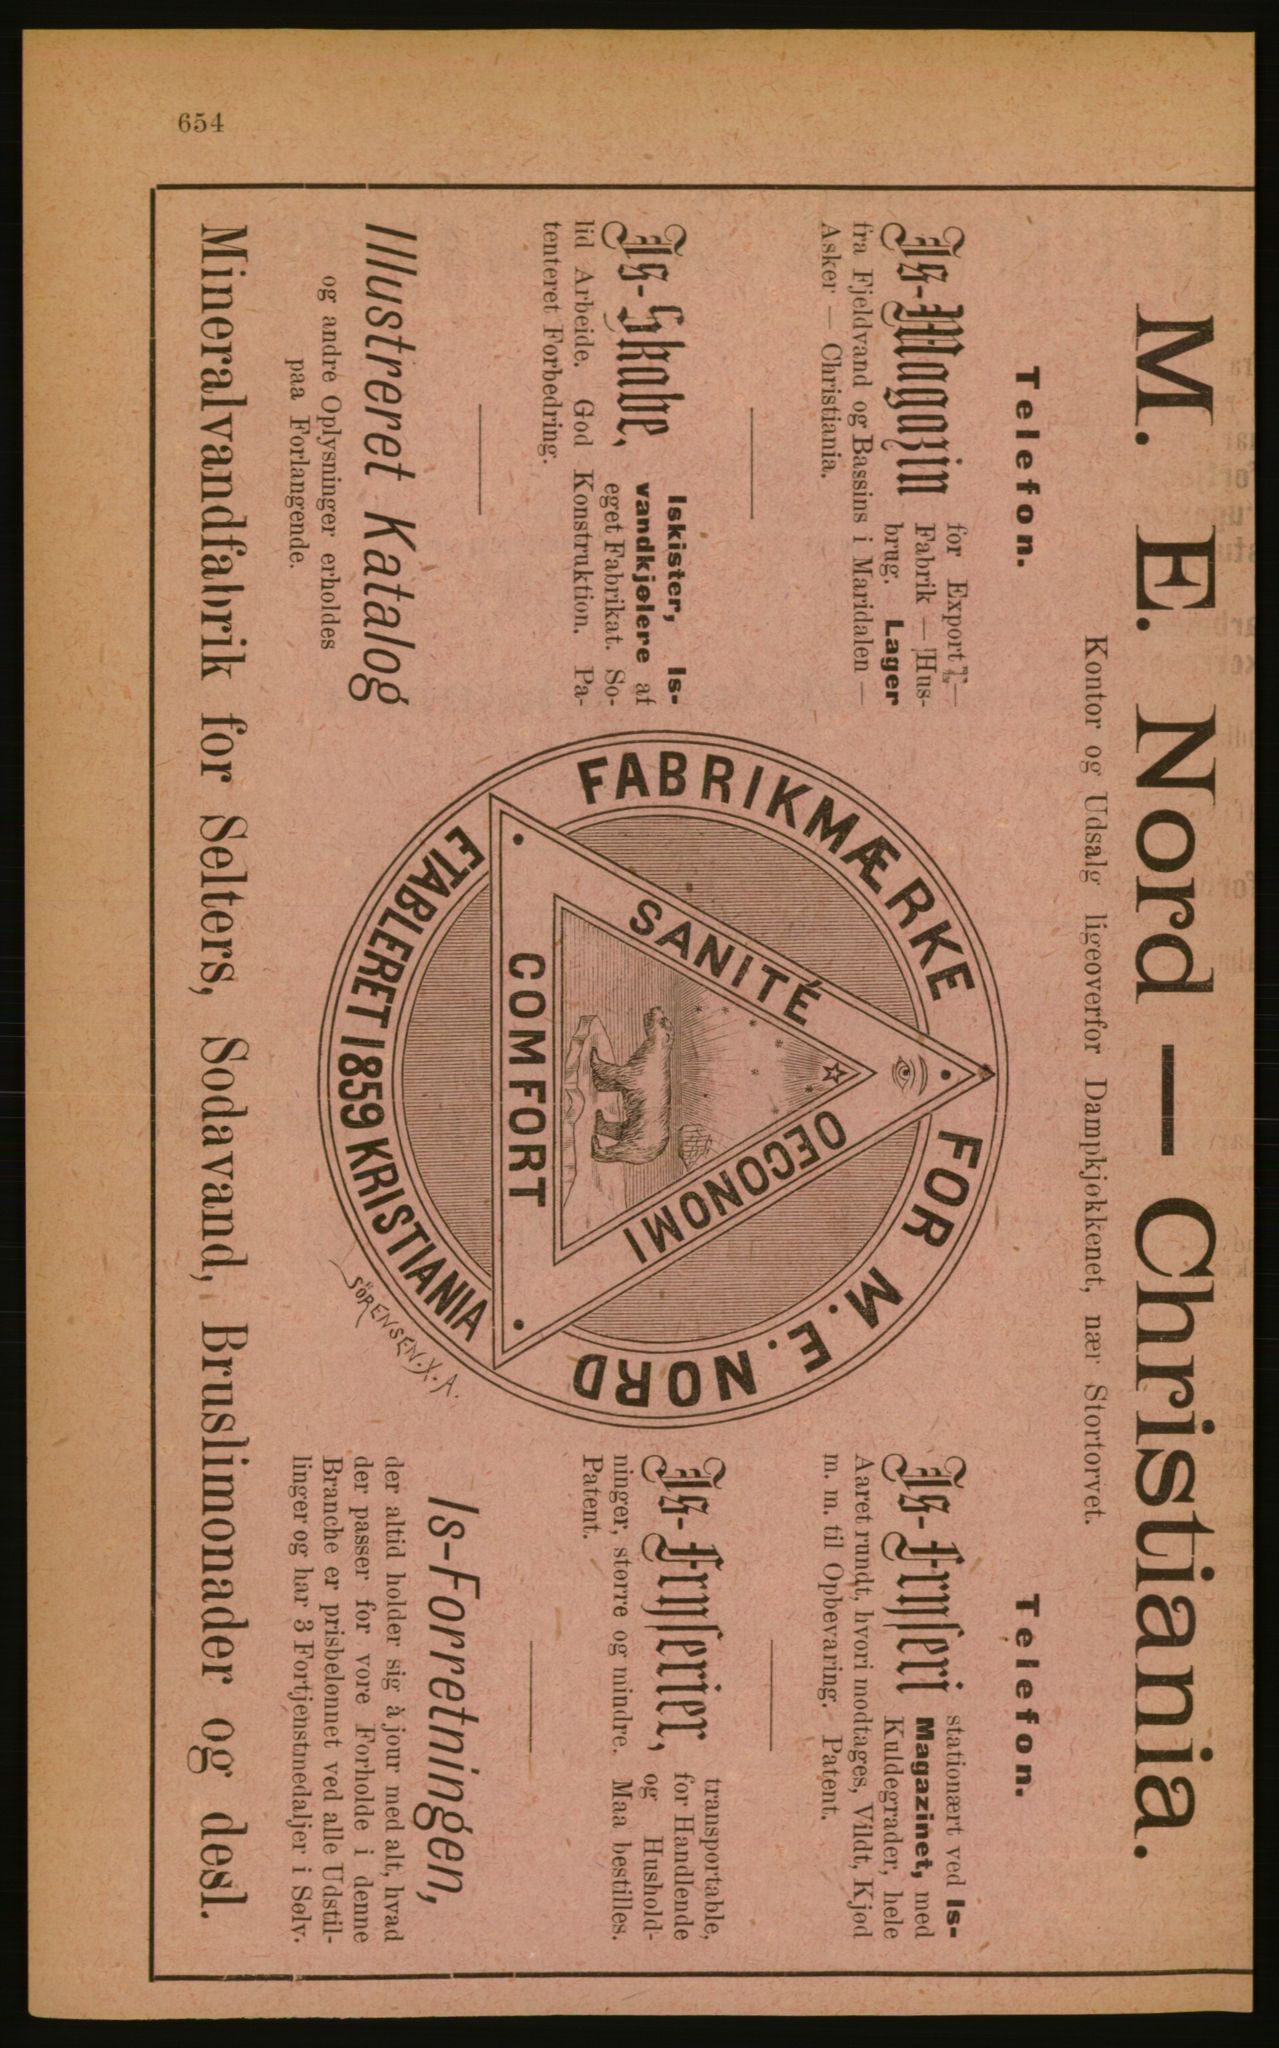 654
M. E. Nord — Christiania.
Kontor og Udsalg ligeoverfor Dampkjøkkenet, nær Stortorvet.
Telefon.
Telefon.
Is-Magazin for Export —
Fabrik — Hus-
brug. Lager
fra Fjeldvand og Bassins i Maridalen —
Asker — Christiania.
Is-Skabe, Iskister, Is-
vandkjølere af
eget Fabrikat. So-
lid Arbeide. God Konstruktion. Pa-
tenteret Forbedring.
Illustreret Katalog
og andre Oplysninger erholdes
paa Forlangende.
FABRIKMÆRKE FOR M. E. NORD
ETABLERET 1859 KRISTIANIA
SANITÉ
OECONOMI
COMFORT
SÖRENSEN. X. A.
Is-Fryseri stationært ved Is-
Magazinet, med
Kuldegrader, hele
Aaret rundt, hvori modtages, Vildt, Kjød
m. m. til Opbevaring. Patent.
Is-Fryserier, transportable,
for Handlende
og Hushold-
ninger, større og mindre. Maa bestilles.
Patent.
Is-Forretningen,
der altid holder sig à jour med alt, hvad
der passer for vore Forholde i denne
Branche er prisbelønnet ved alle Udstil-
linger og har 3 Fortjenstmedaljer i Sølv.
Mineralvandfabrik for Selters, Sodavand, Bruslimonader og desl.